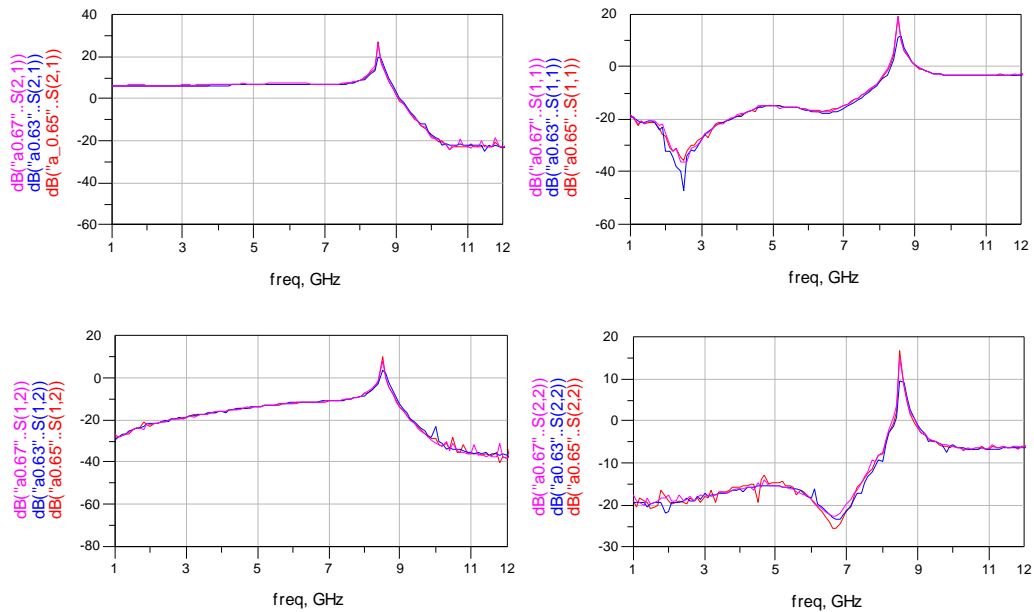 dB("a0.67"..S(2,1))
dB("a0.63"..S(2,1))
dB("a_0.65"..S(2,1))
40
20
0
-20
-40
-60
1 3 5 7 9 11 12
freq, GHz
dB("a0.67"..S(1,1))
dB("a0.63"..S(1,1))
dB("a0.65"..S(1,1))
20
0
-20
-40
-60
1 3 5 7 9 11 12
freq, GHz
dB("a0.67"..S(1,2))
dB("a0.63"..S(1,2))
dB("a0.65"..S(1,2))
20
0
-20
-40
-60
-80
1 3 5 7 9 11 12
freq, GHz
dB("a0.67"..S(2,2))
dB("a0.63"..S(2,2))
dB("a0.65"..S(2,2))
20
10
0
-10
-20
-30
1 3 5 7 9 11 12
freq, GHz